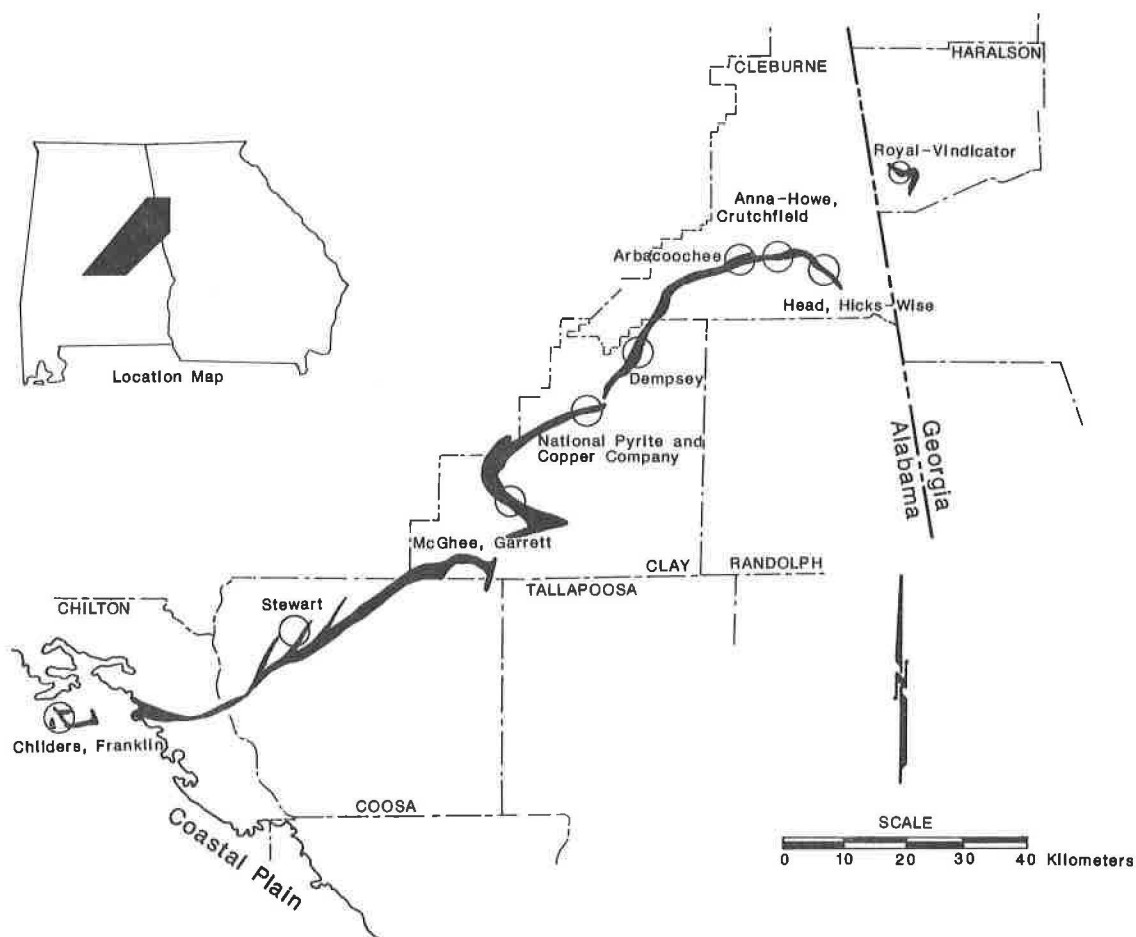 CLEBURNE
HARALSON
Royal-Vindicator
Anna-Howe,
Crutchfield
Arbacoochee
Head, Hicks-Wise
Location Map
Dempsey
National Pyrite and
Copper Company
Georgia
Alabama
McGhee, Garrett
CLAY
RANDOLPH
TALLAPOOSA
CHILTON
Stewart
N
Childers, Franklin
COOSA
Coastal Plain
SCALE
0 10 20 30 40 Kilometers